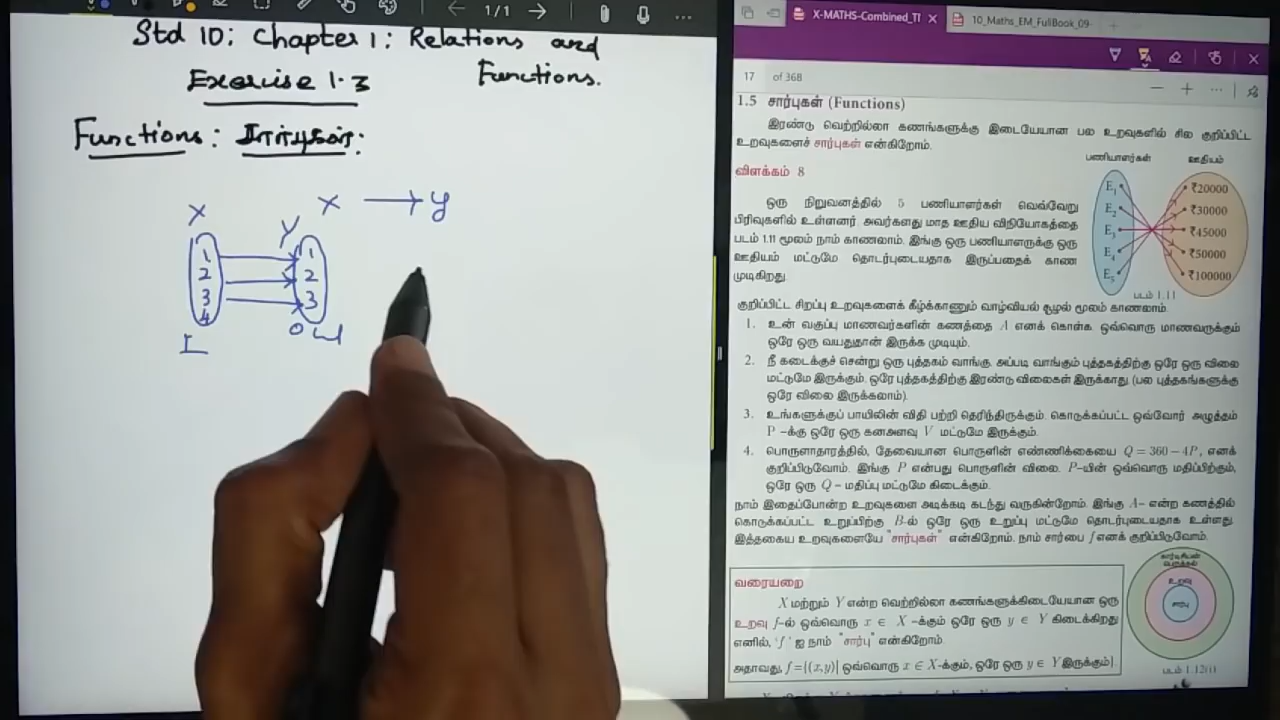 1/1
Std 10: Chapter 1: Relations and
Functions.
Exercise 1.3
Functions: சார்புகள்:
X → y
X Y
1 1
2 2
3 3
4
X-MATHS-Combined_TI
10_Maths_EM_FullBook_09-
17 of 368
1.5 சார்புகள் (Functions)
இரண்டு வெற்றில்லா கணங்களுக்கு இடையேயான பல உறவுகளில் சில குறிப்பிட்ட
உறவுகளைச் சார்புகள் என்கிறோம்.
விளக்கம் 8
ஒரு நிறுவனத்தில் 5 பணியாளர்கள் வெவ்வேறு
பிரிவுகளில் உள்ளனர். அவர்களது மாத ஊதிய விநியோகத்தை
படம் 1.11 மூலம் நாம் காணலாம். இங்கு ஒரு பணியாளருக்கு ஒரு
ஊதியம் மட்டுமே தொடர்புடையதாக இருப்பதைக் காண
முடிகிறது.
பணியாளர்கள் ஊதியம்
E1 ₹20000
E2 ₹30000
E3 ₹45000
E4 ₹50000
E5 ₹100000
படம் 1.11
குறிப்பிட்ட சிறப்பு உறவுகளைக் கீழ்க்காணும் வாழ்வியல் சூழல் மூலம் காணலாம்.
1. உன் வகுப்பு மாணவர்களின் கணத்தை A எனக் கொள்க. ஒவ்வொரு மாணவருக்கும்
ஒரே ஒரு வயதுதான் இருக்க முடியும்.
2. நீ கடைக்குச் சென்று ஒரு புத்தகம் வாங்கு. அப்படி வாங்கும் புத்தகத்திற்கு ஒரே ஒரு விலை
மட்டுமே இருக்கும். ஒரே புத்தகத்திற்கு இரண்டு விலைகள் இருக்காது. (பல புத்தகங்களுக்கு
ஒரே விலை இருக்கலாம்).
3. உங்களுக்குப் பாயிலின் விதி பற்றி தெரிந்திருக்கும். கொடுக்கப்பட்ட ஒவ்வோர் அழுத்தம்
P -க்கு ஒரே ஒரு கனஅளவு V மட்டுமே இருக்கும்.
4. பொருளாதாரத்தில், தேவையான பொருளின் எண்ணிக்கையை Q = 360 − 4P, எனக்
குறிப்பிடுவோம். இங்கு P என்பது பொருளின் விலை. P-யின் ஒவ்வொரு மதிப்பிற்கும்,
ஒரே ஒரு Q – மதிப்பு மட்டுமே கிடைக்கும்.
நாம் இதைப்போன்ற உறவுகளை அடிக்கடி கடந்து வருகின்றோம். இங்கு A- என்ற கணத்தில்
கொடுக்கப்பட்ட உறுப்பிற்கு B-ல் ஒரே ஒரு உறுப்பு மட்டுமே தொடர்புடையதாக உள்ளது.
இத்தகைய உறவுகளையே "சார்புகள்" என்கிறோம். நாம் சார்பை f எனக் குறிப்பிடுவோம்.
கார்டீசியன்
பெருக்கல்
உறவு
சார்பு
படம் 1.12(i)
வரையறை
X மற்றும் Y என்ற வெற்றில்லா கணங்களுக்கிடையேயான ஒரு
உறவு f-ல் ஒவ்வொரு x ∈ X -க்கும் ஒரே ஒரு y ∈ Y கிடைக்கிறது
எனில், 'f' ஐ நாம் "சார்பு" என்கிறோம்.
அதாவது, f = {(x,y)| ஒவ்வொரு x ∈ X-க்கும், ஒரே ஒரு y ∈ Y இருக்கும்}.